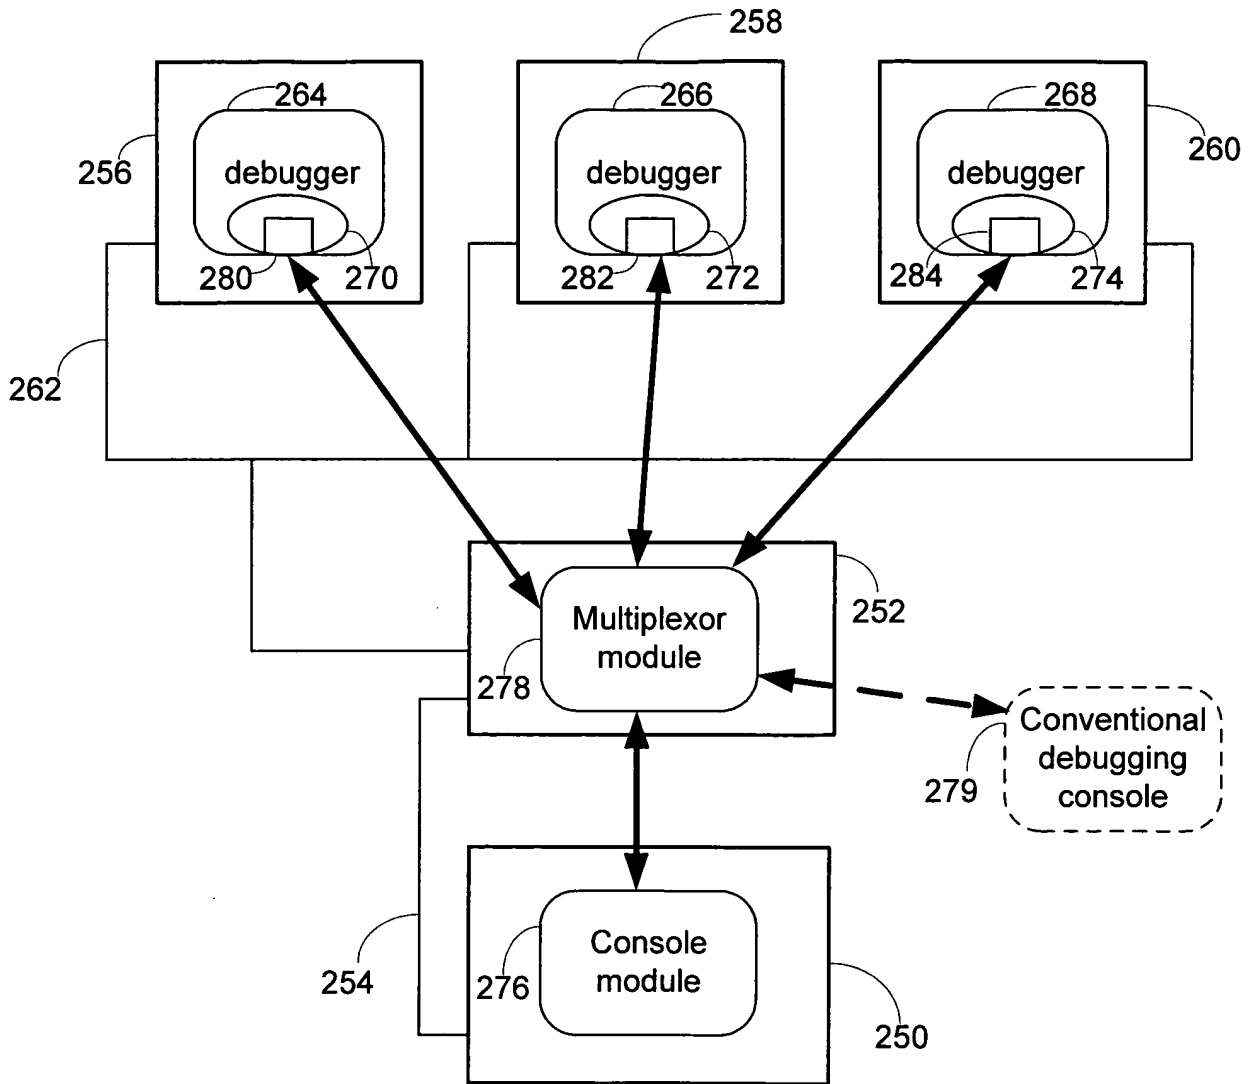 258
264
266
268
256
debugger
debugger
debugger
260
280
270
282
272
284
274
262
252
Multiplexor
module
278
Conventional
debugging
console
279
Console
module
276
254
250